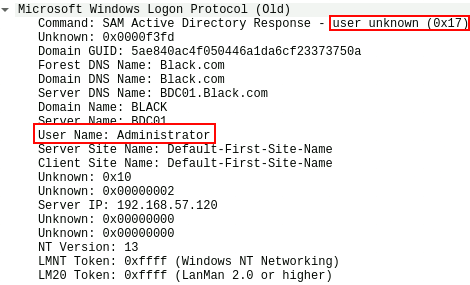 Microsoft Windows Logon Protocol (Old)
Command: SAM Active Directory Response - user unknown (0x17)
Unknown: 0x0000f3fd
Domain GUID: 5ae840ac4f050446a1da6cf23373750a
Forest DNS Name: Black.com
Domain DNS Name: Black.com
Server DNS Name: BDC01.Black.com
Domain Name: BLACK
Server Name: BDC01
User Name: Administrator
Server Site Name: Default-First-Site-Name
Client Site Name: Default-First-Site-Name
Unknown: 0x10
Unknown: 0x00000002
Server IP: 192.168.57.120
Unknown: 0x00000000
Unknown: 0x00000000
NT Version: 13
LMNT Token: 0xffff (Windows NT Networking)
LM20 Token: 0xffff (LanMan 2.0 or higher)